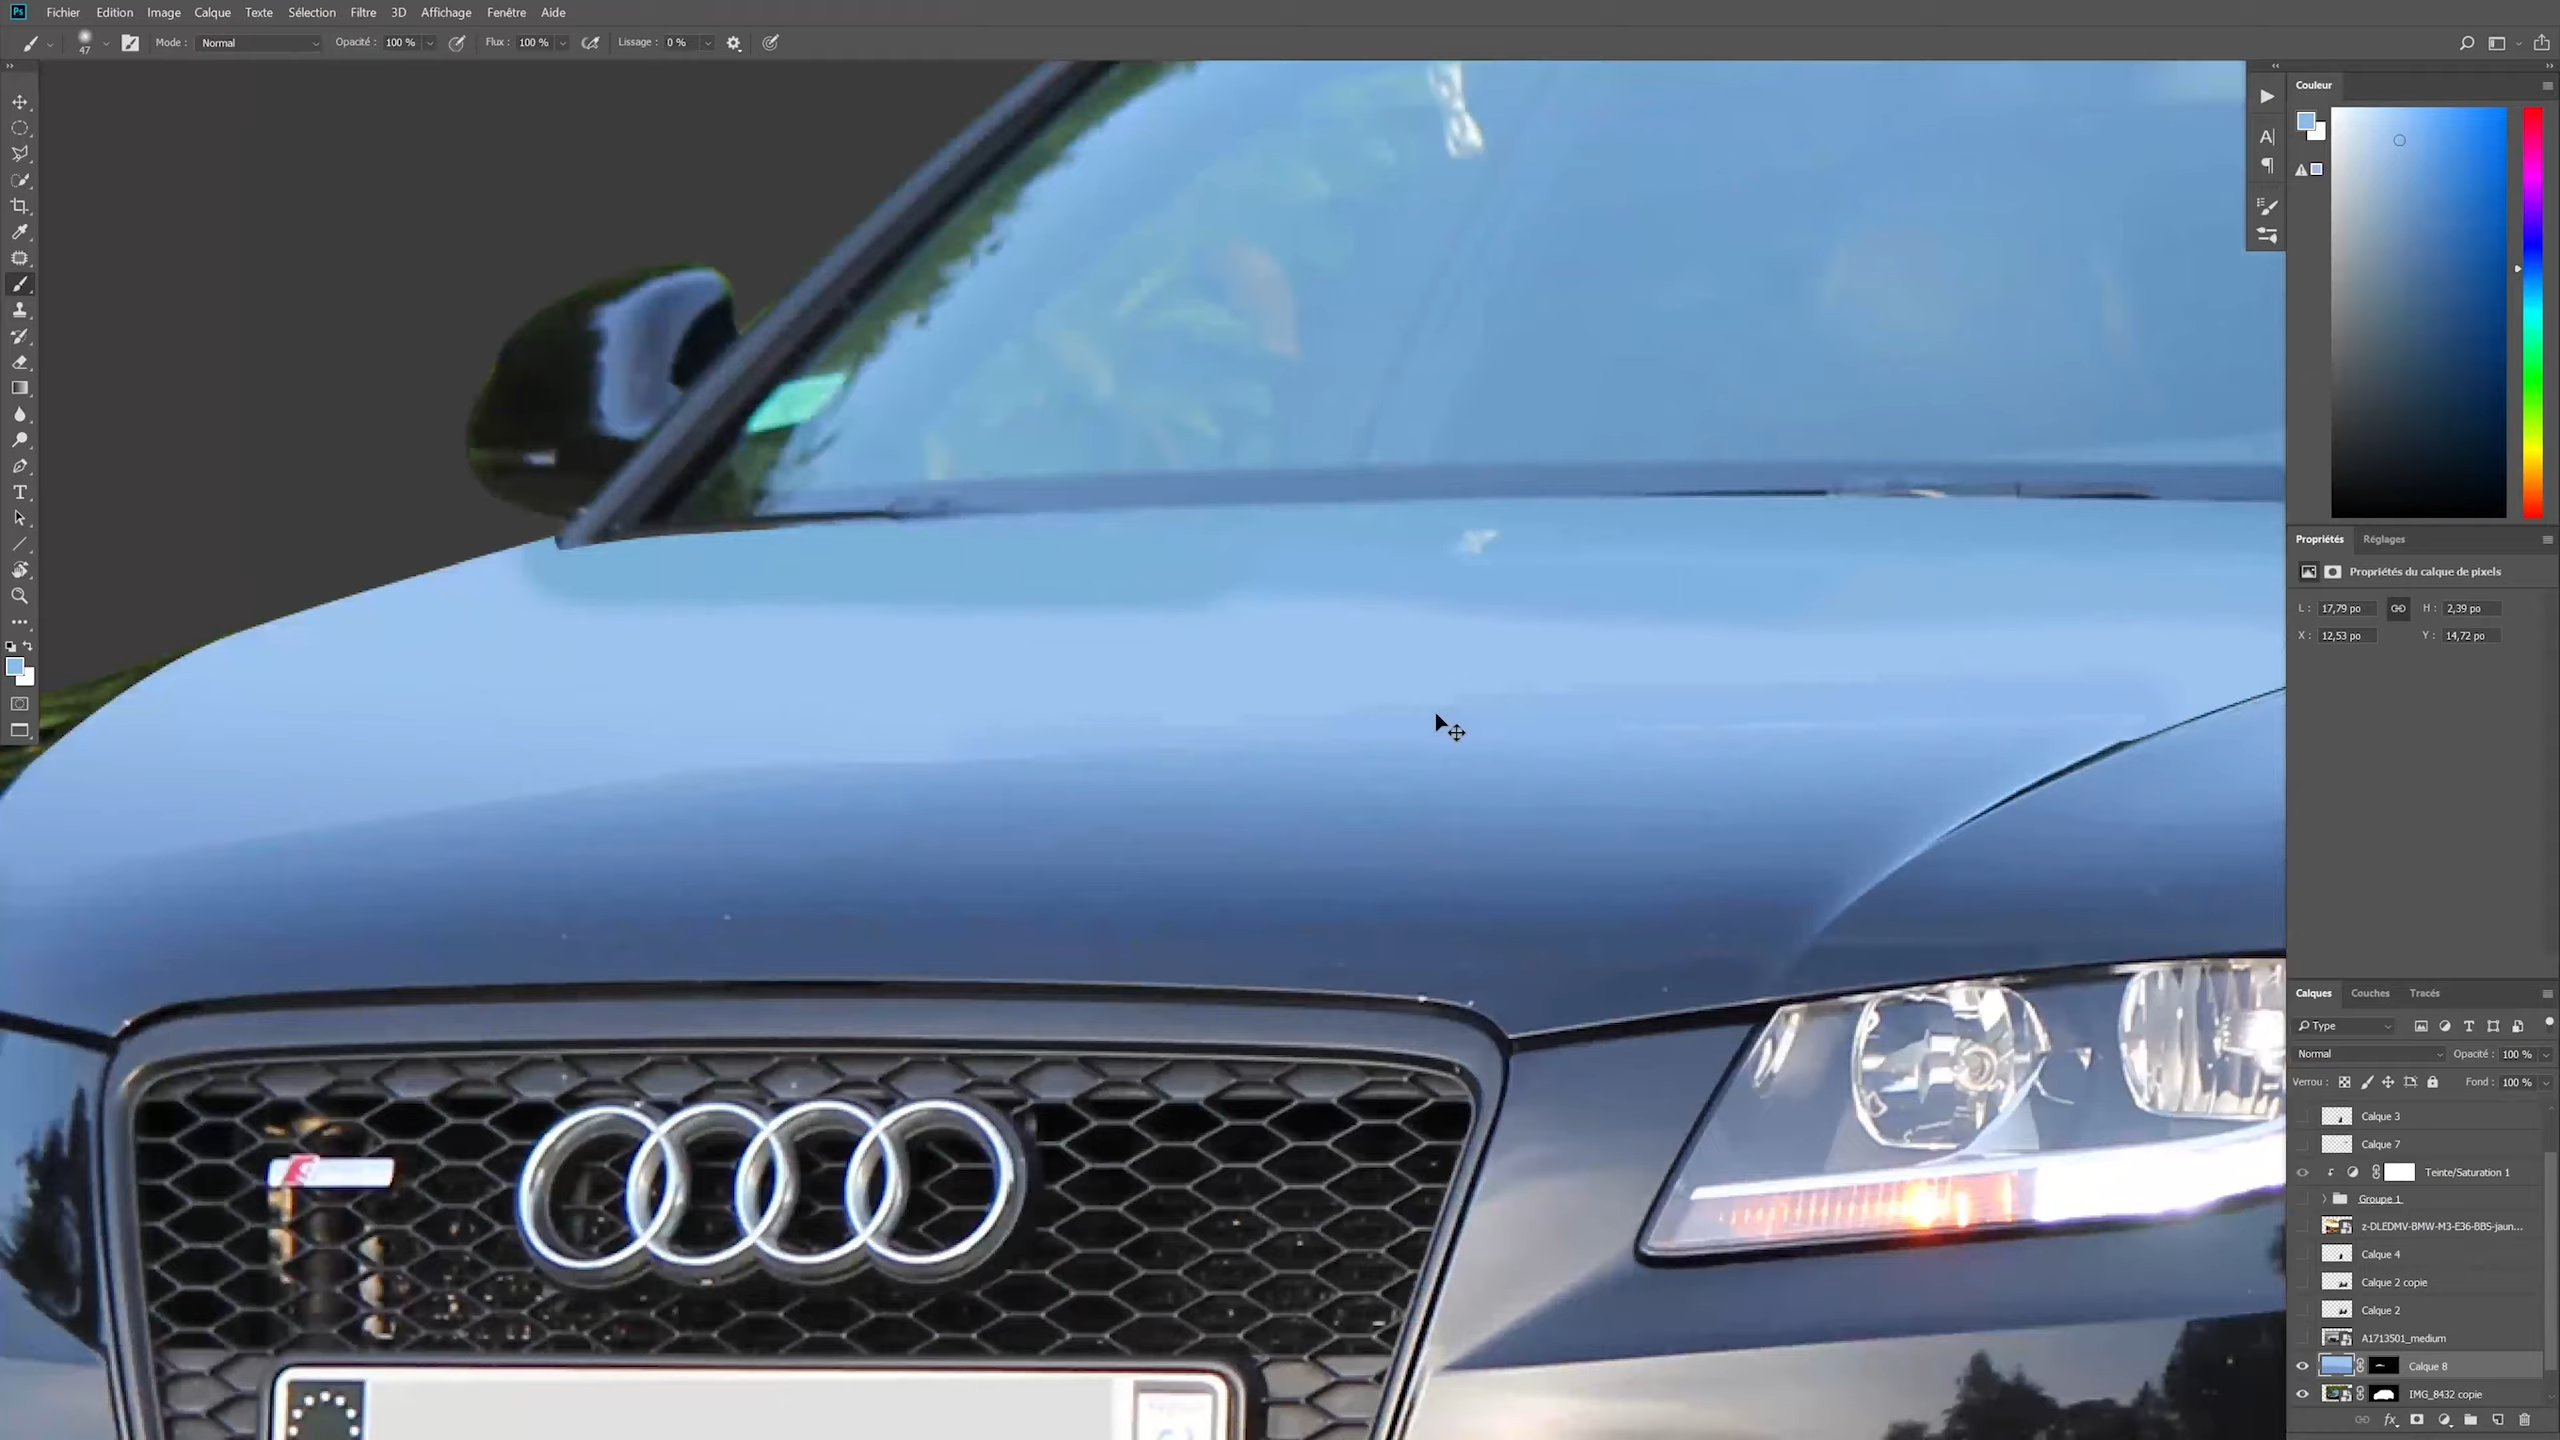 Ps Fichier Edition Image Calque Texte Sélection Filtre 3D Affichage Fenêtre Aide
47 Mode : Normal Opacité : 100 % Flux : 100 % Lissage : 0 %
Couleur
Propriétés Réglages
Propriétés du calque de pixels
L : 17,79 po H : 2,39 po
X : 12,53 po Y : 14,72 po
Calques Couches Tracés
Type
Normal Opacité : 100 %
Verrou : Fond : 100 %
Calque 3
Calque 7
Teinte/Saturation 1
Groupe 1
z-DLEDMV-BMW-M3-E36-BBS-jaun...
Calque 4
Calque 2 copie
Calque 2
A1713501_medium
Calque 8
IMG_8432 copie